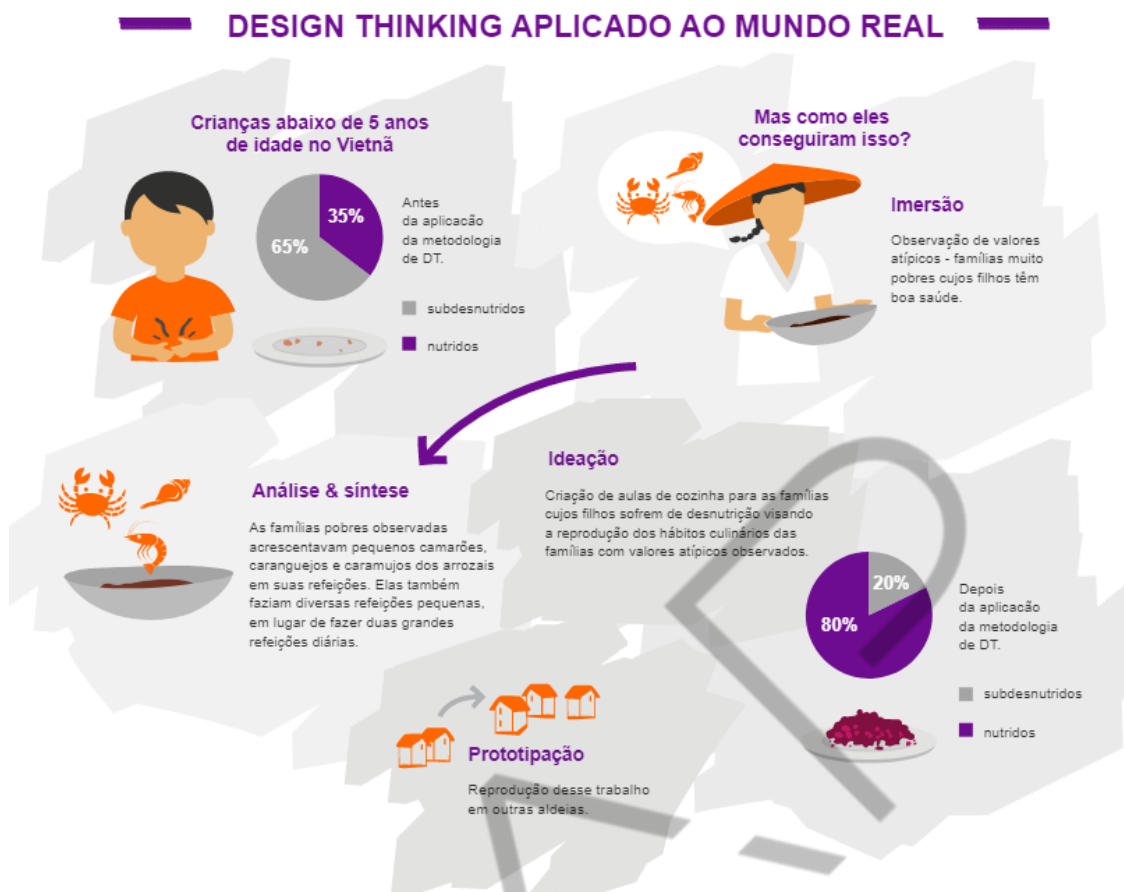 DESIGN THINKING APLICADO AO MUNDO REAL
Crianças abaixo de 5 anos
de idade no Vietnã
35%
65%
Antes
da aplicacão
da metodologia
de DT.
subdesnutridos
nutridos
Mas como eles
conseguiram isso?
Imersão
Observação de valores
atípicos - famílias muito
pobres cujos filhos têm
boa saúde.
Análise & síntese
As famílias pobres observadas
acrescentavam pequenos camarões,
caranguejos e caramujos dos arrozais
em suas refeições. Elas também
faziam diversas refeições pequenas,
em lugar de fazer duas grandes
refeições diárias.
Ideação
Criação de aulas de cozinha para as famílias
cujos filhos sofrem de desnutrição visando
a reprodução dos hábitos culinários das
famílias com valores atípicos observados.
Prototipação
Reprodução desse trabalho
em outras aldeias.
20%
80%
Depois
da aplicacão
da metodologia
de DT.
subdesnutridos
nutridos